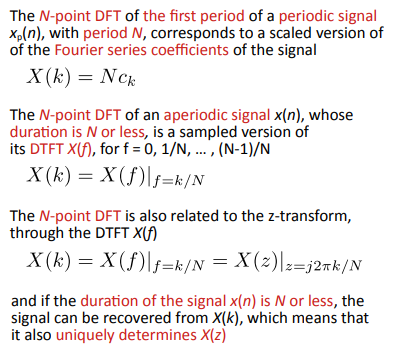 The N-point DFT of the first period of a periodic signal
xₚ(n), with period N, corresponds to a scaled version of
of the Fourier series coefficients of the signal
X(k) = Ncₖ
The N-point DFT of an aperiodic signal x(n), whose
duration is N or less, is a sampled version of
its DTFT X(f), for f = 0, 1/N, ... , (N-1)/N
X(k) = X(f)|f=k/N
The N-point DFT is also related to the z-transform,
through the DTFT X(f)
X(k) = X(f)|f=k/N = X(z)|z=j2πk/N
and if the duration of the signal x(n) is N or less, the
signal can be recovered from X(k), which means that
it also uniquely determines X(z)